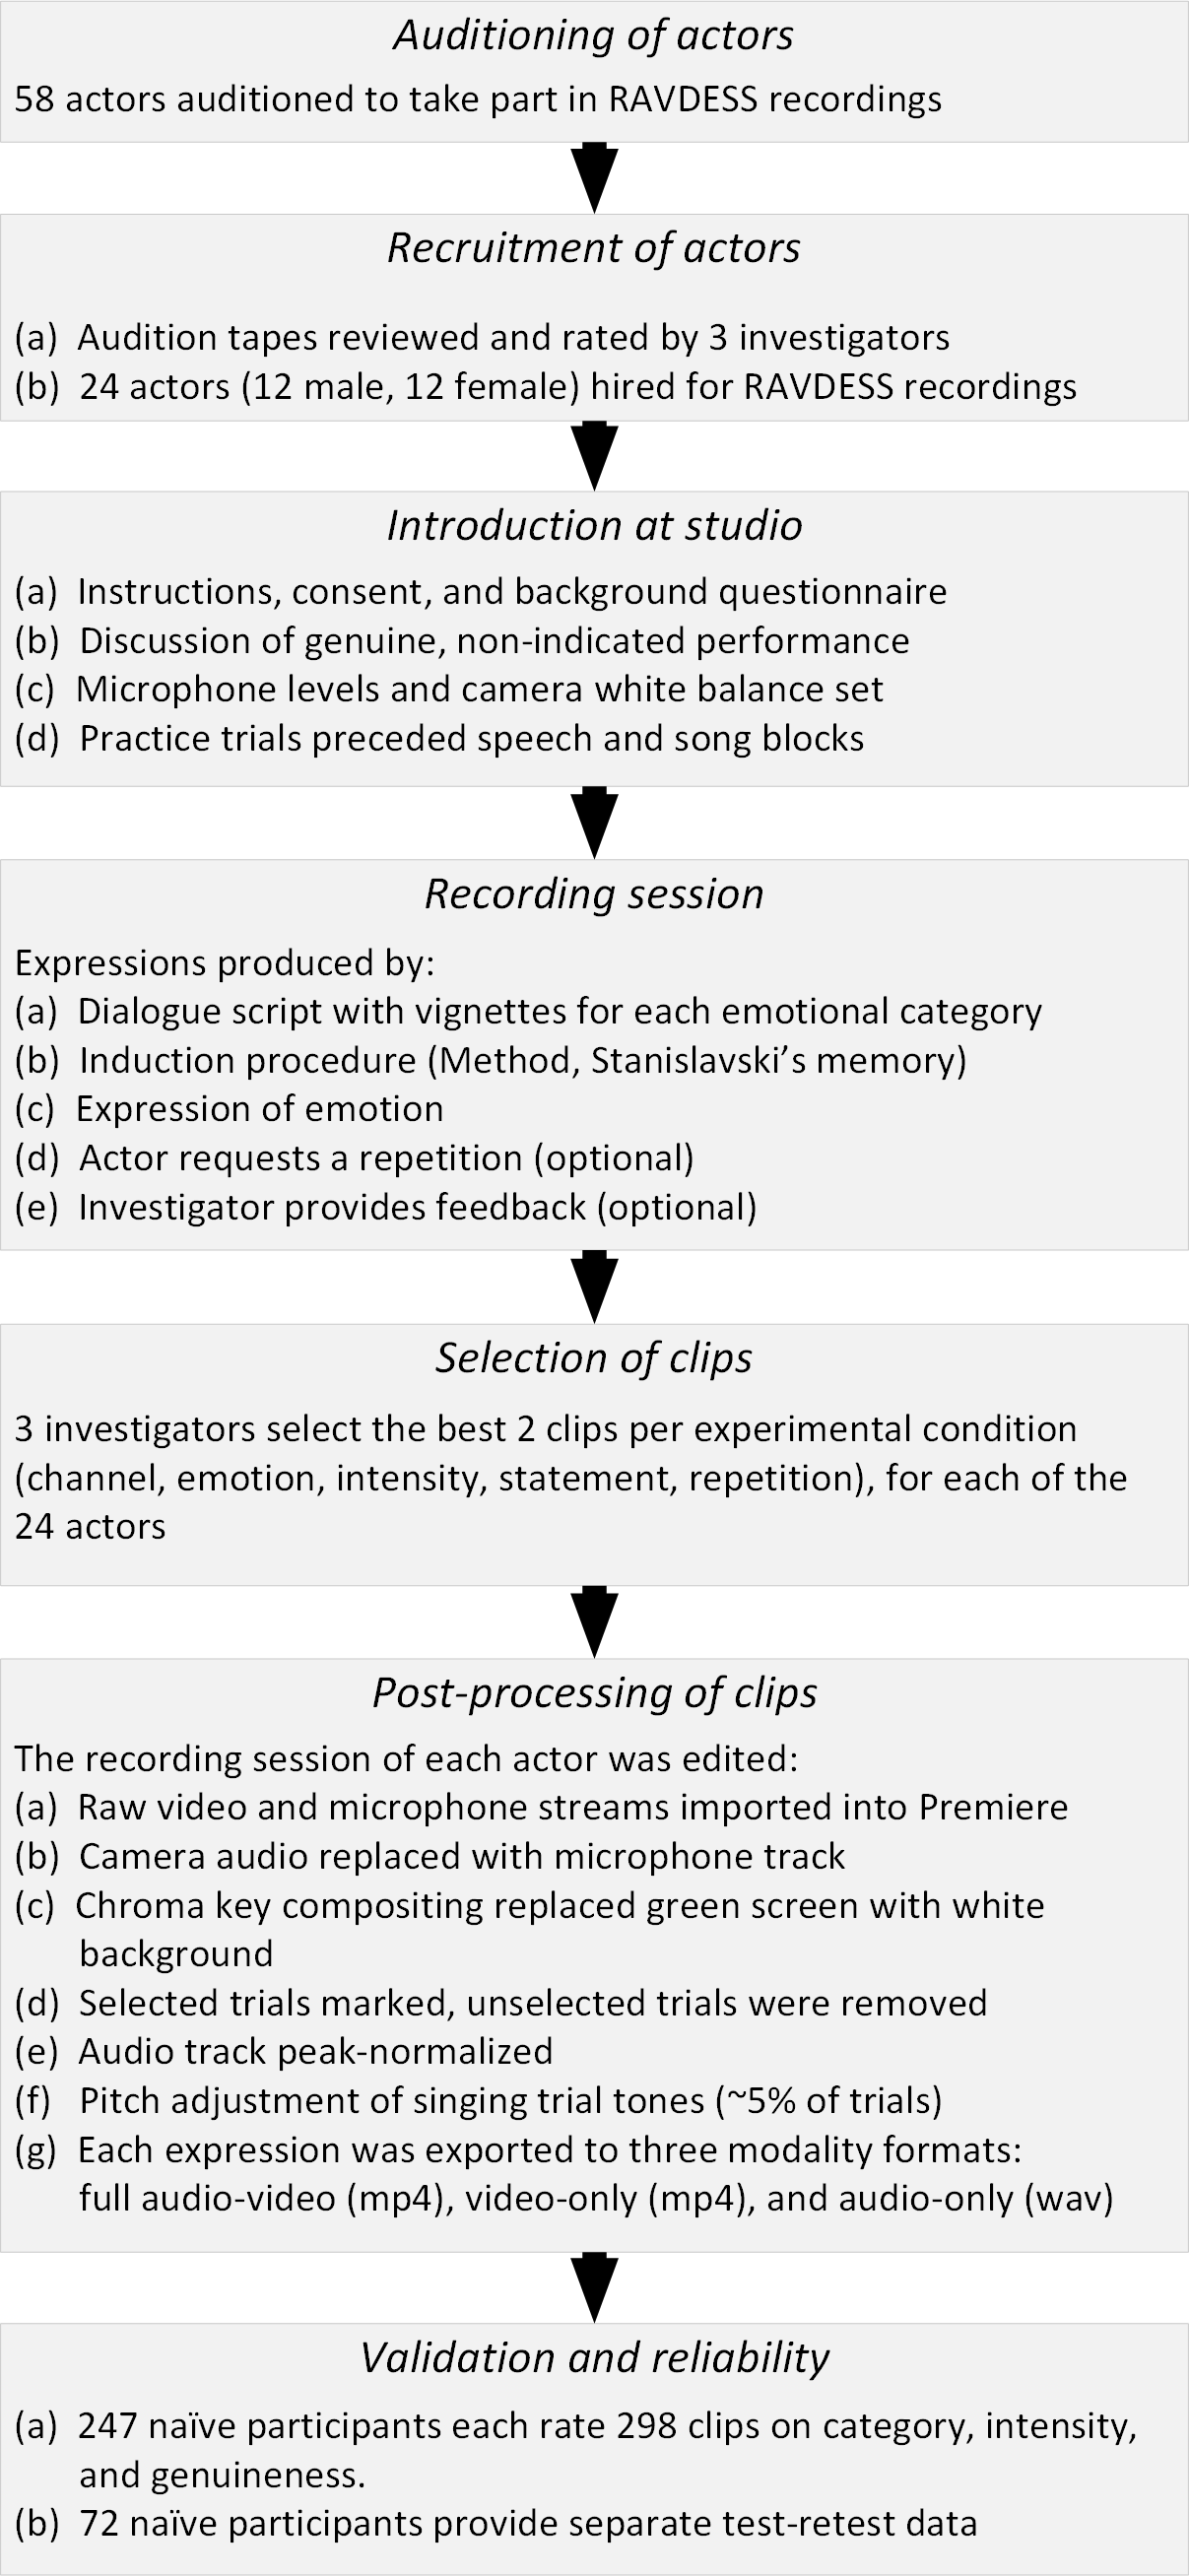 Auditioning of actors
58 actors auditioned to take part in RAVDESS recordings
Recruitment of actors
(a) Audition tapes reviewed and rated by 3 investigators
(b) 24 actors (12 male, 12 female) hired for RAVDESS recordings
Introduction at studio
(a) Instructions, consent, and background questionnaire
(b) Discussion of genuine, non-indicated performance
(c) Microphone levels and camera white balance set
(d) Practice trials preceded speech and song blocks
Recording session
Expressions produced by:
(a) Dialogue script with vignettes for each emotional category
(b) Induction procedure (Method, Stanislavski’s memory)
(c) Expression of emotion
(d) Actor requests a repetition (optional)
(e) Investigator provides feedback (optional)
Selection of clips
3 investigators select the best 2 clips per experimental condition
(channel, emotion, intensity, statement, repetition), for each of the
24 actors
Post-processing of clips
The recording session of each actor was edited:
(a) Raw video and microphone streams imported into Premiere
(b) Camera audio replaced with microphone track
(c) Chroma key compositing replaced green screen with white
background
(d) Selected trials marked, unselected trials were removed
(e) Audio track peak-normalized
(f) Pitch adjustment of singing trial tones (~5% of trials)
(g) Each expression was exported to three modality formats:
full audio-video (mp4), video-only (mp4), and audio-only (wav)
Validation and reliability
(a) 247 naïve participants each rate 298 clips on category, intensity,
and genuineness.
(b) 72 naïve participants provide separate test-retest data